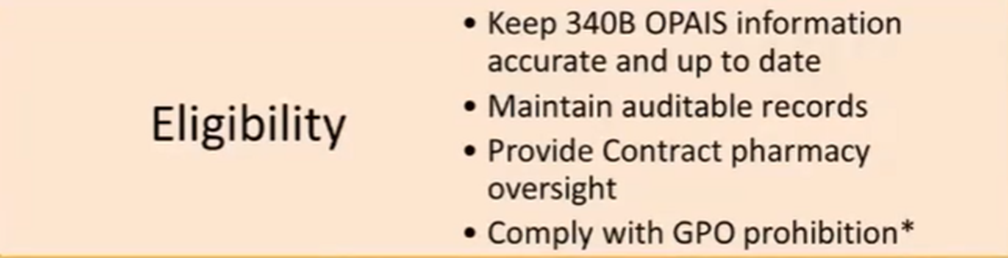 Eligibility
• Keep 340B OPAIS information
accurate and up to date
• Maintain auditable records
• Provide Contract pharmacy
oversight
• Comply with GPO prohibition*